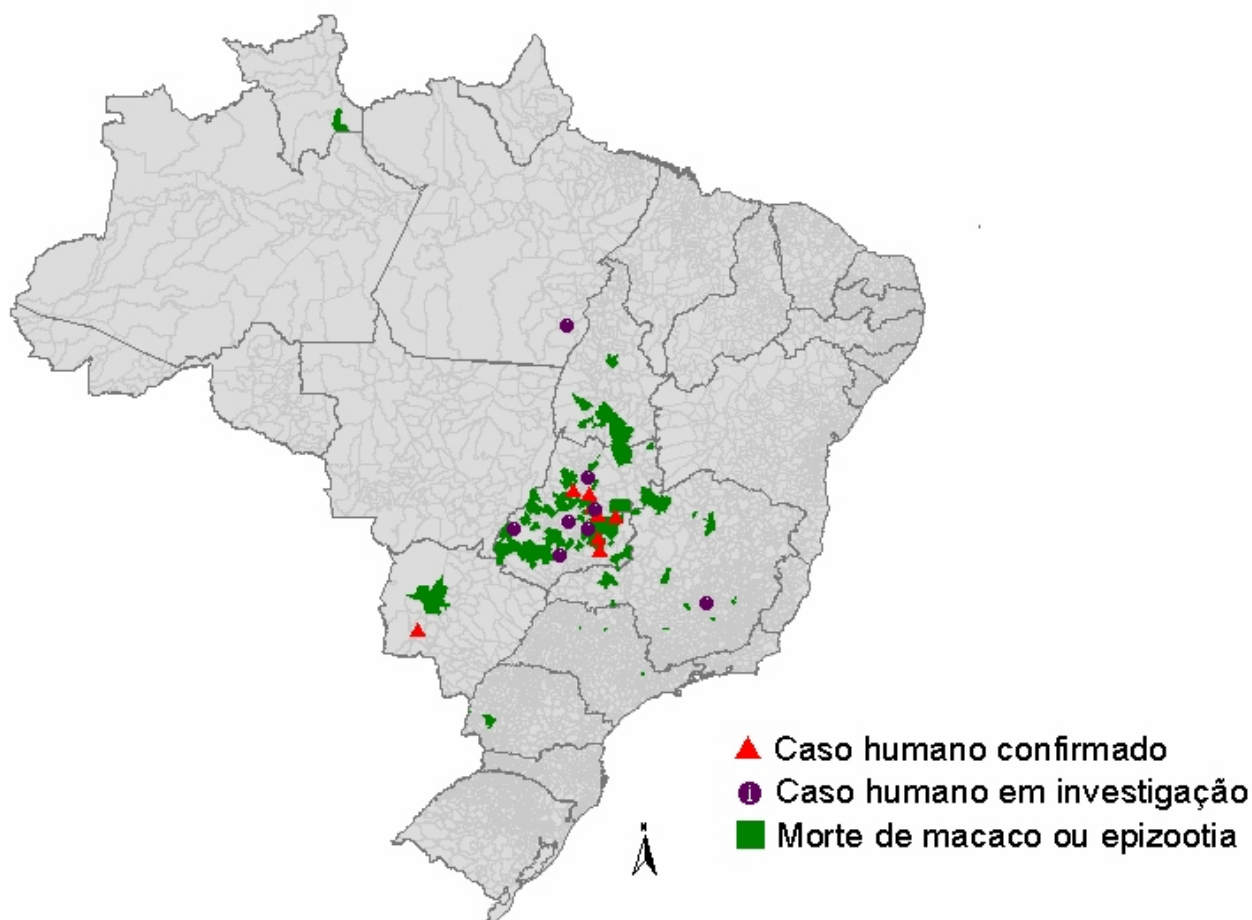 Caso humano confirmado
Caso humano em investigação
Morte de macaco ou epizootia